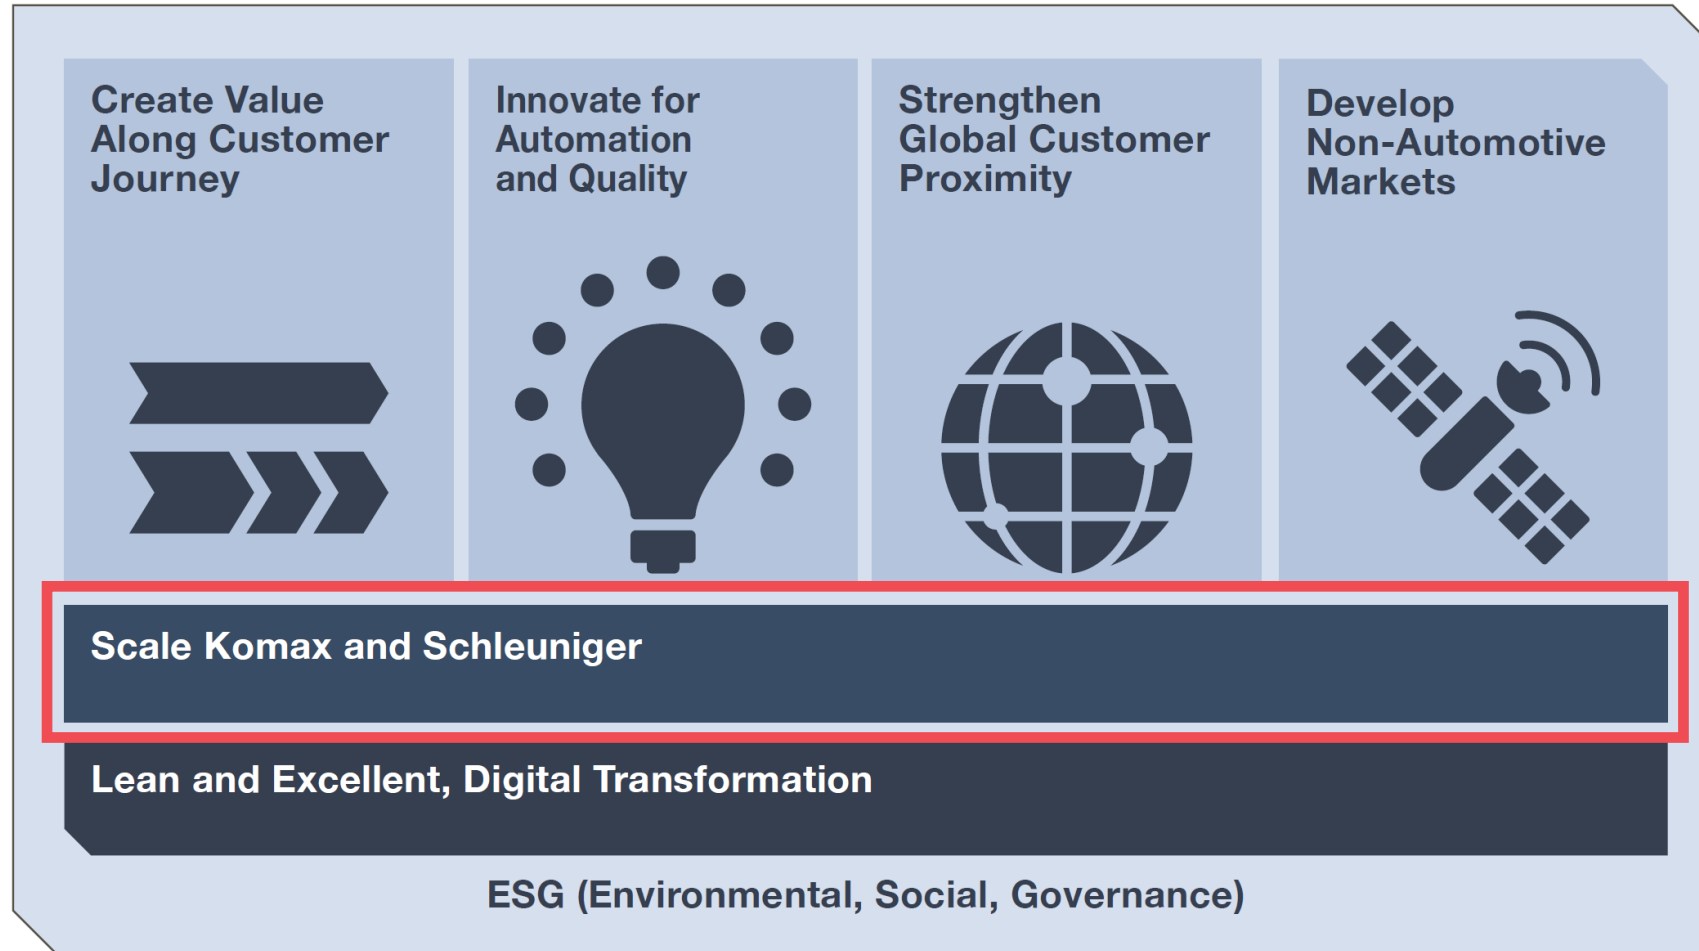 Create Value
Along Customer
Journey
Innovate for
Automation
and Quality
Strengthen
Global Customer
Proximity
Develop
Non-Automotive
Markets
Scale Komax and Schleuniger
Lean and Excellent, Digital Transformation
ESG (Environmental, Social, Governance)